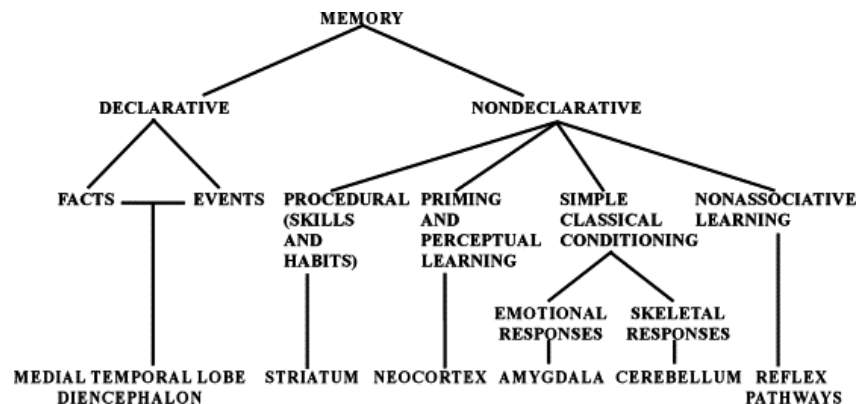 MEMORY
DECLARATIVE
NONDECLARATIVE
FACTS
EVENTS
PROCEDURAL
(SKILLS
AND
HABITS)
PRIMING
AND
PERCEPTUAL
LEARNING
SIMPLE
CLASSICAL
CONDITIONING
NONASSOCIATIVE
LEARNING
EMOTIONAL
RESPONSES
SKELETAL
RESPONSES
MEDIAL TEMPORAL LOBE
DIENCEPHALON
STRIATUM
NEOCORTEX
AMYGDALA
CEREBELLUM
REFLEX
PATHWAYS